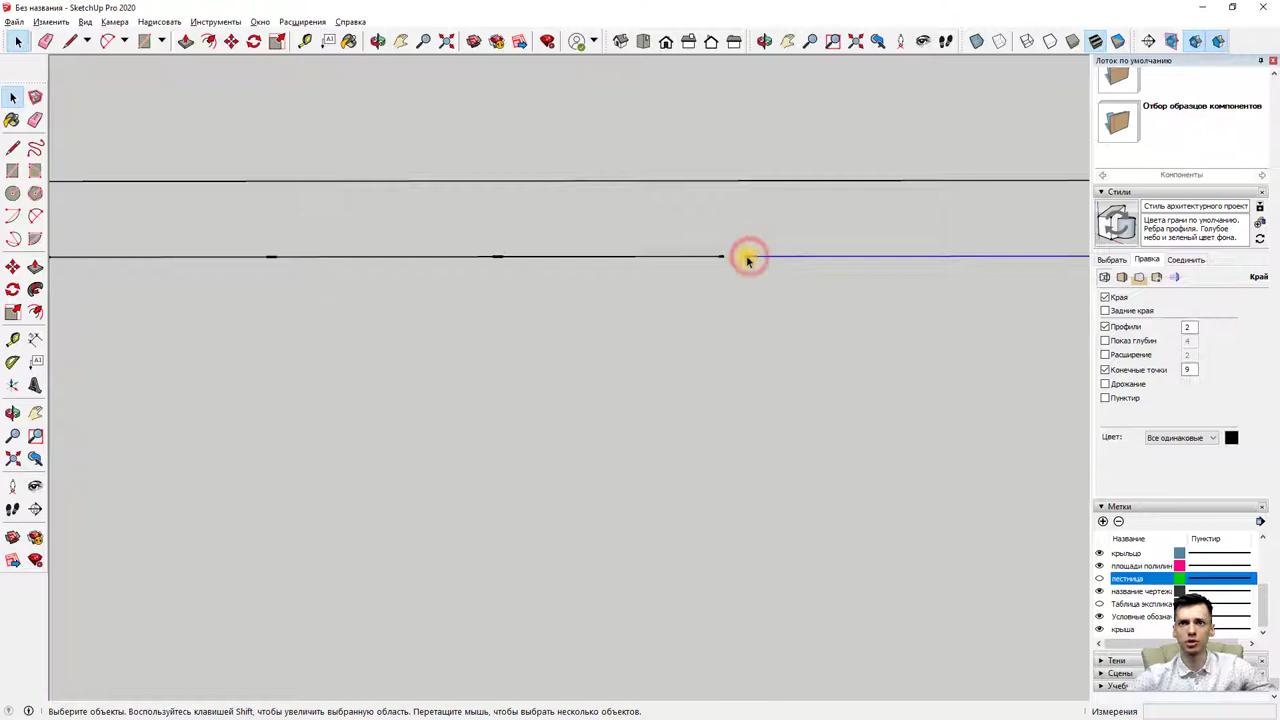 Без названия - SketchUp Pro 2020
Файл Изменить Вид Камера Нарисовать Инструменты Окно Расширения Справка
Лоток по умолчанию
Отбор образцов компонентов
Компоненты
Стили
Стиль архитектурного проект
Цвета грани по умолчанию.
Ребра профиля. Голубое
небо и зеленый цвет фона.
Выбрать Правка Соединить
Край
Края
Задние края
Профили 2
Показ глубин 4
Расширение 2
Конечные точки 9
Дрожание
Пунктир
Цвет: Все одинаковые
Метки
Название Пунктир
крыльцо
площади полилин
лестница
название чертежа
Таблица эксплика
Условные обозна
крыша
Тени
Сцены
Учеб
Выберите объекты. Воспользуйтесь клавишей Shift, чтобы увеличить выбранную область. Перетащите мышь, чтобы выбрать несколько объектов.
Измерения